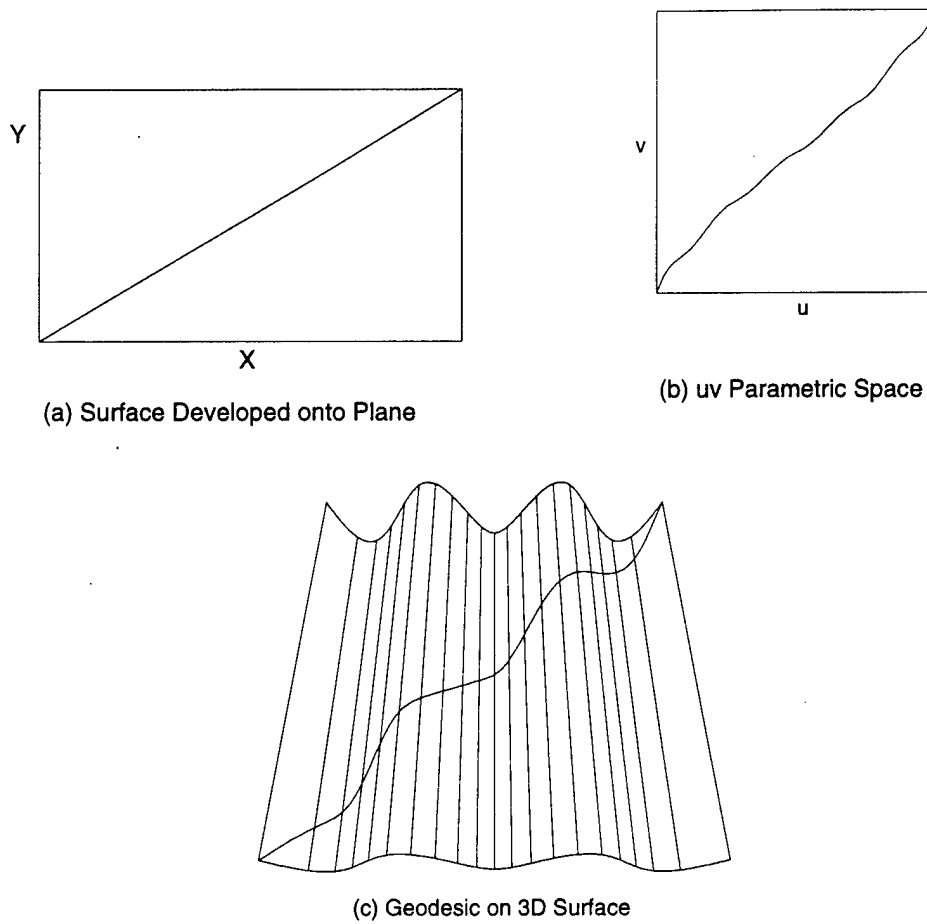 Y
X
(a) Surface Developed onto Plane
v
u
(b) uv Parametric Space
(c) Geodesic on 3D Surface